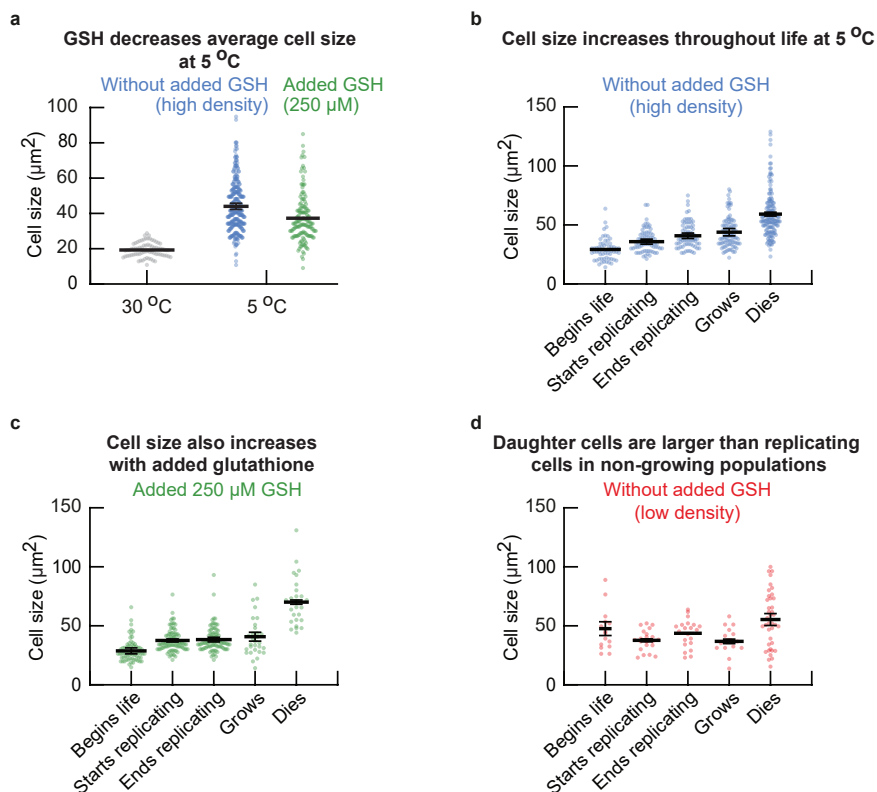 a
GSH decreases average cell size
at 5 ⁰C
Without added GSH
(high density)
Added GSH
(250 µM)
Cell size (µm²)
100
80
60
40
20
0
30 ⁰C
5 ⁰C
b
Cell size increases throughout life at 5 ⁰C
Without added GSH
(high density)
Cell size (µm²)
150
100
50
0
Begins life
Starts replicating
Ends replicating
Grows
Dies
c
Cell size also increases
with added glutathione
Added 250 µM GSH
Cell size (µm²)
150
100
50
0
Begins life
Starts replicating
Ends replicating
Grows
Dies
d
Daughter cells are larger than replicating
cells in non-growing populations
Without added GSH
(low density)
Cell size (µm²)
150
100
50
0
Begins life
Starts replicating
Ends replicating
Grows
Dies